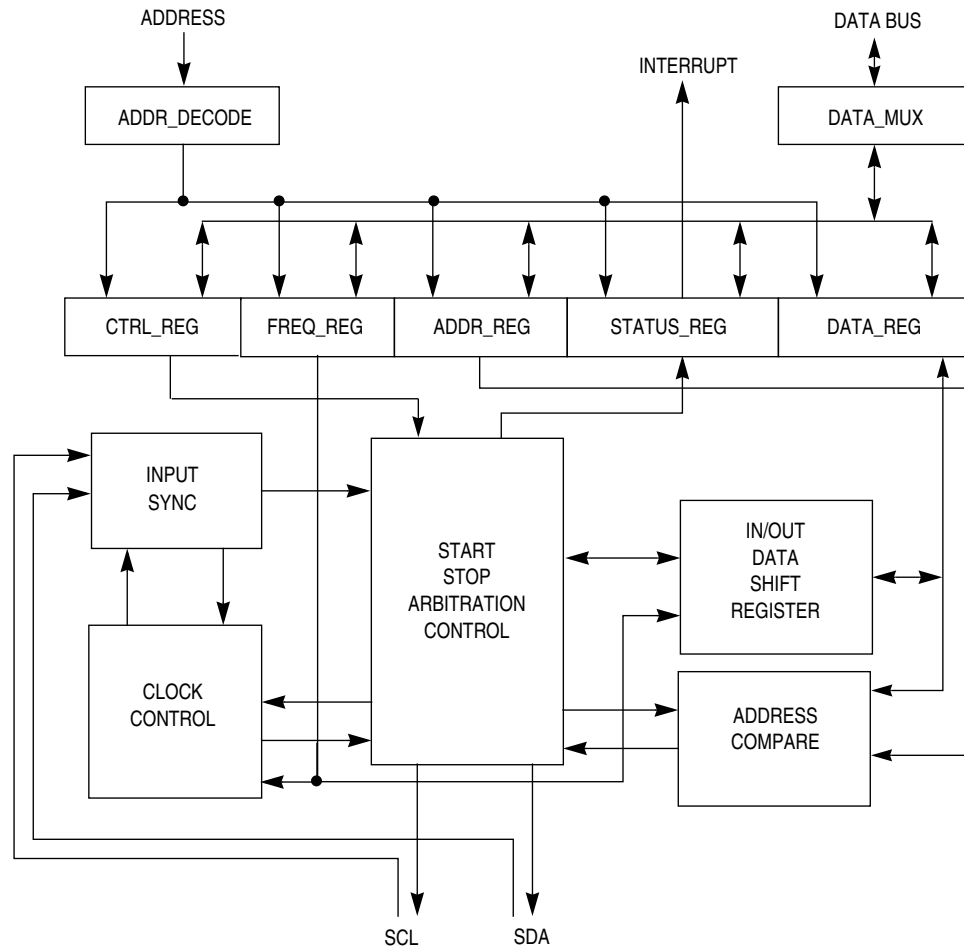 ADDRESS
DATA BUS
INTERRUPT
ADDR_DECODE
DATA_MUX
CTRL_REG
FREQ_REG
ADDR_REG
STATUS_REG
DATA_REG
INPUT
SYNC
START
STOP
ARBITRATION
CONTROL
IN/OUT
DATA
SHIFT
REGISTER
CLOCK
CONTROL
ADDRESS
COMPARE
SCL
SDA